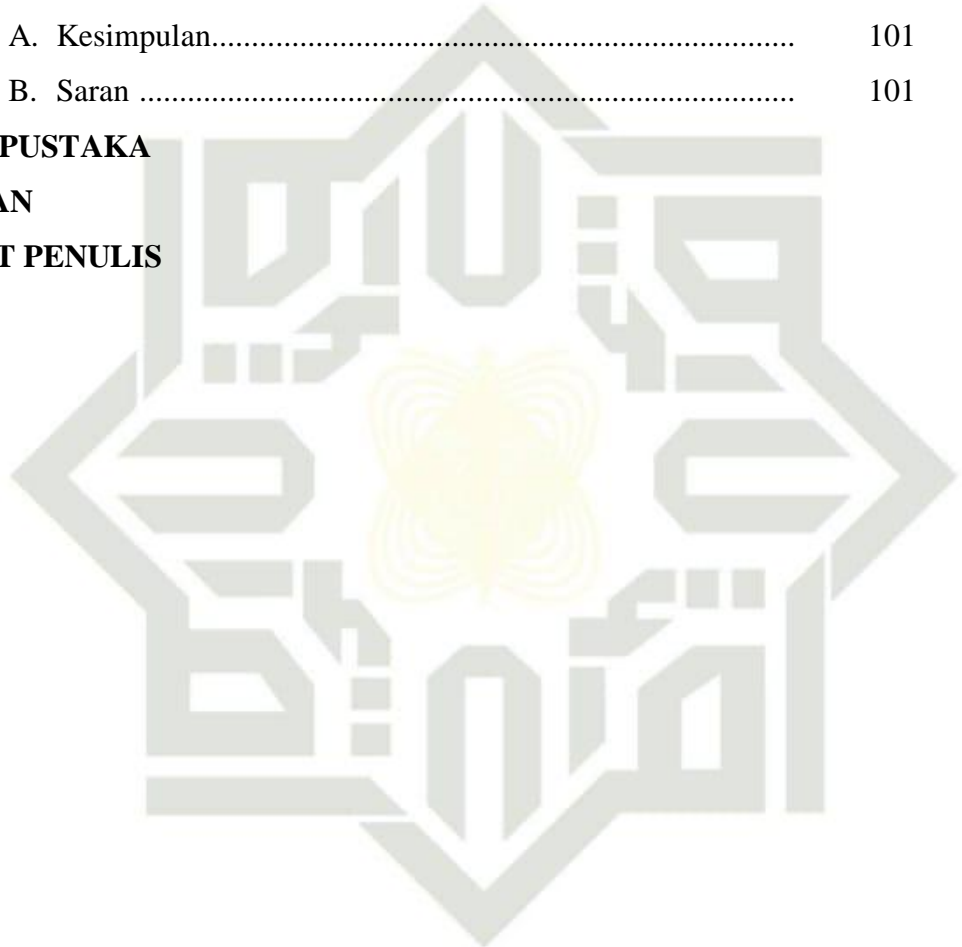 A. Kesimpulan............................................................................. 101
B. Saran ..................................................................................... 101
PUSTAKA
AN
T PENULIS